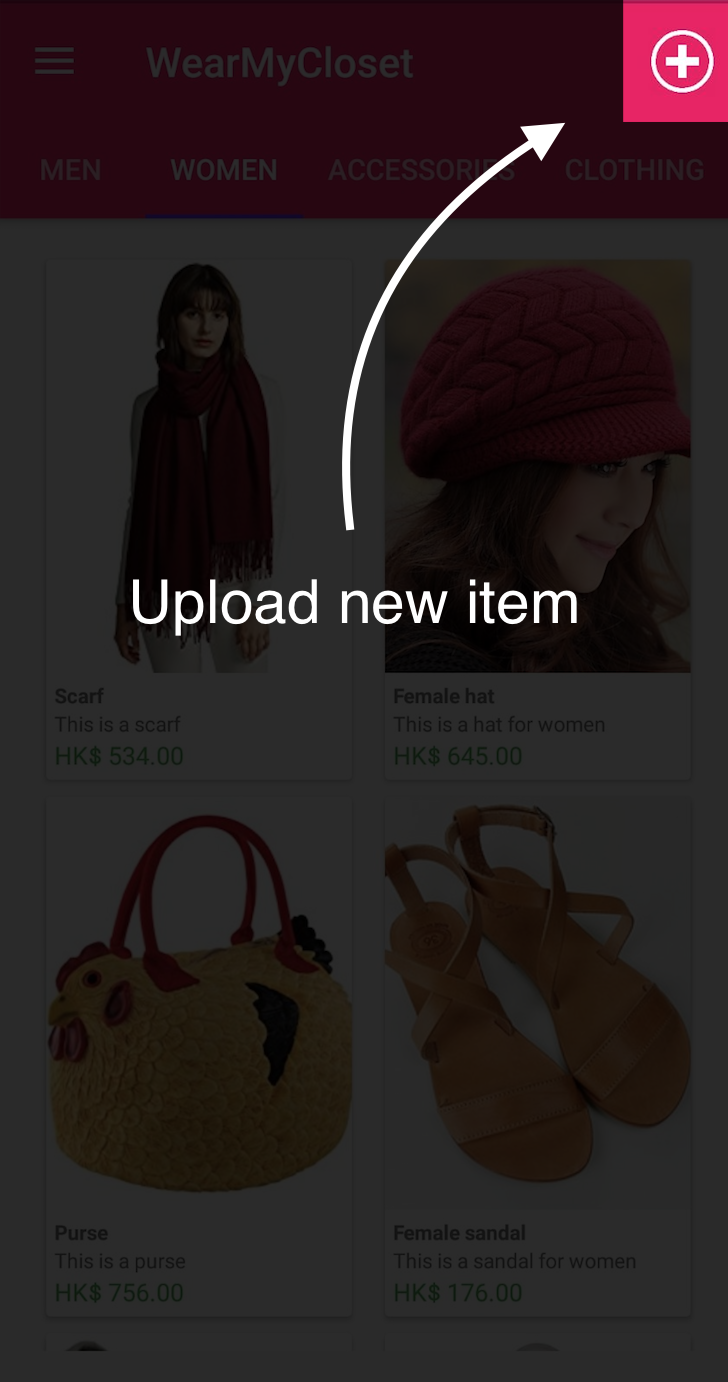 WearMyCloset
MEN WOMEN ACCESSORIES CLOTHING
Upload new item
Scarf
This is a scarf
HK$ 534.00
Female hat
This is a hat for women
HK$ 645.00
Purse
This is a purse
HK$ 756.00
Female sandal
This is a sandal for women
HK$ 176.00